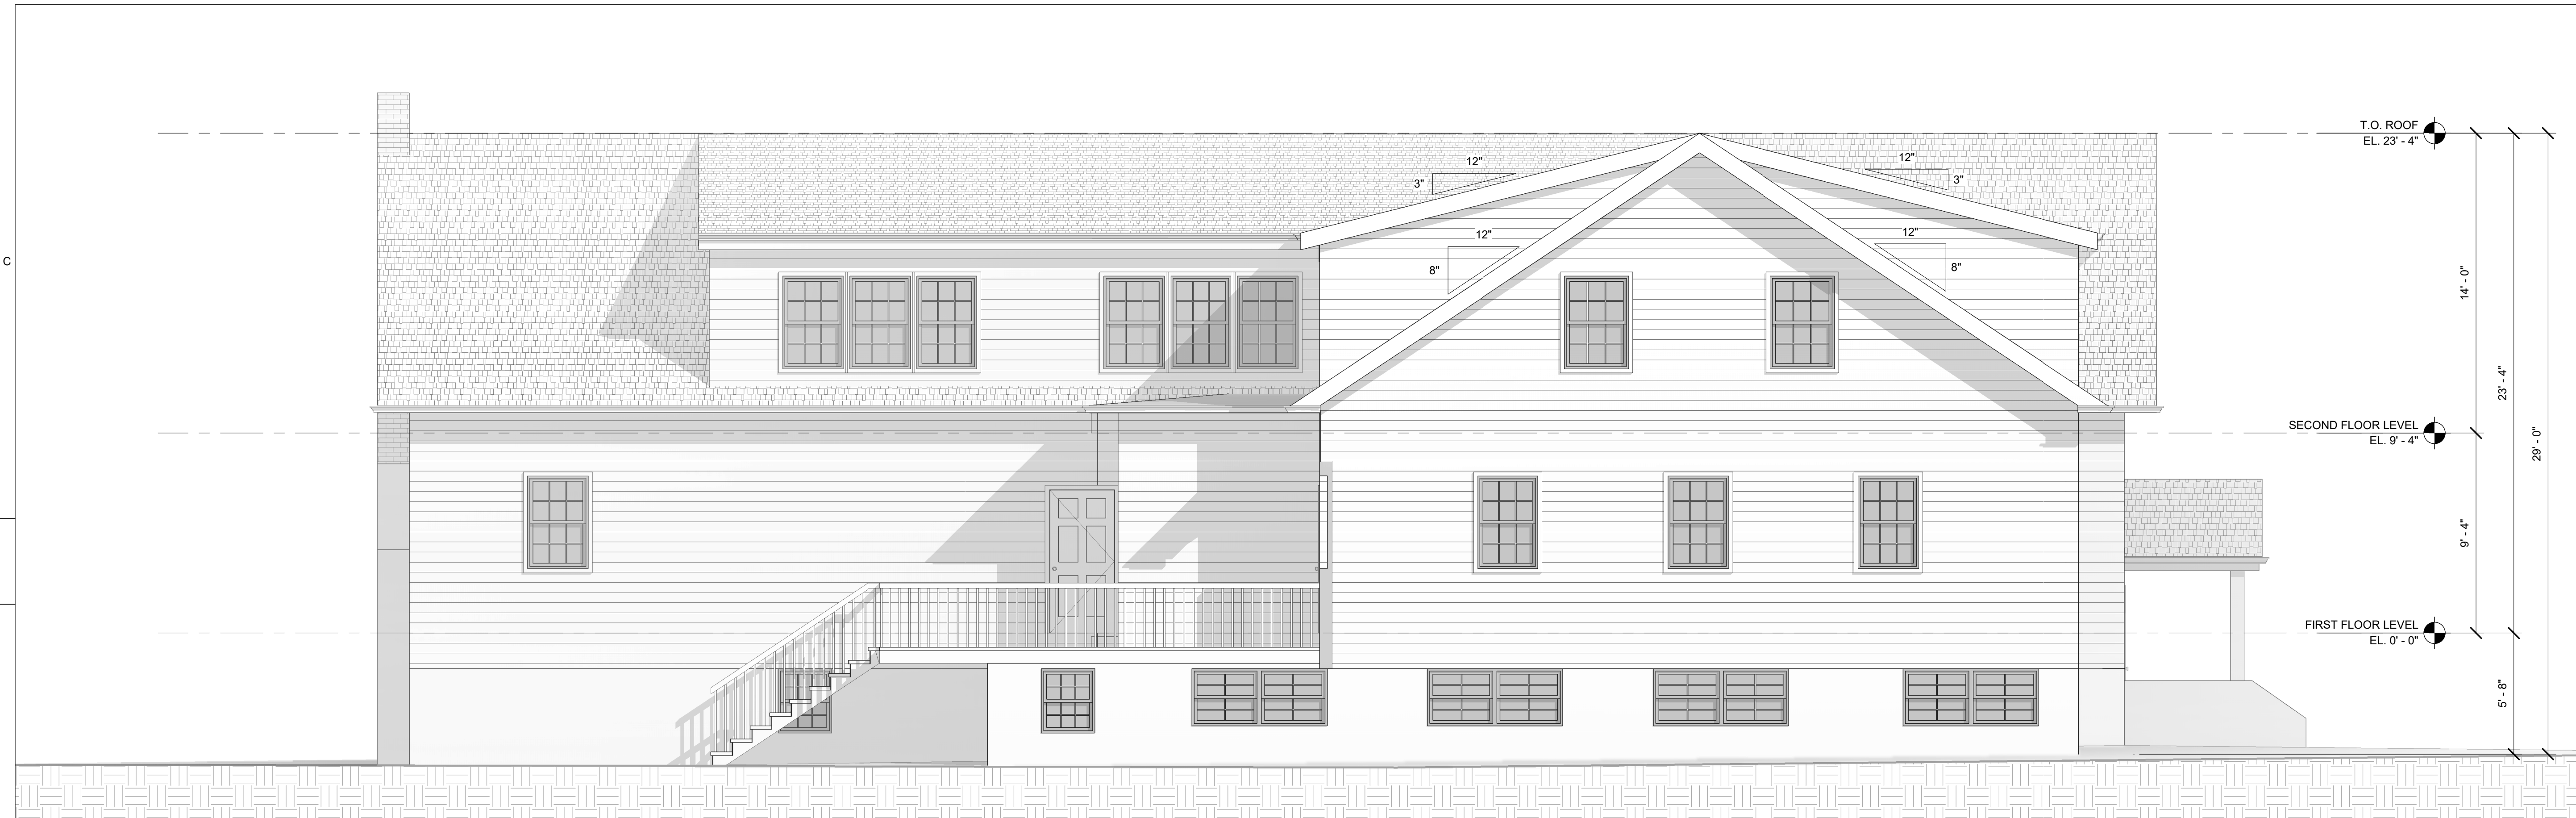 C
T.O. ROOF
EL. 23' - 4"
12"
3"
12"
3"
12"
8"
12"
8"
14' - 0"
23' - 4"
29' - 0"
SECOND FLOOR LEVEL
EL. 9' - 4"
9' - 4"
FIRST FLOOR LEVEL
EL. 0' - 0"
5' - 8"